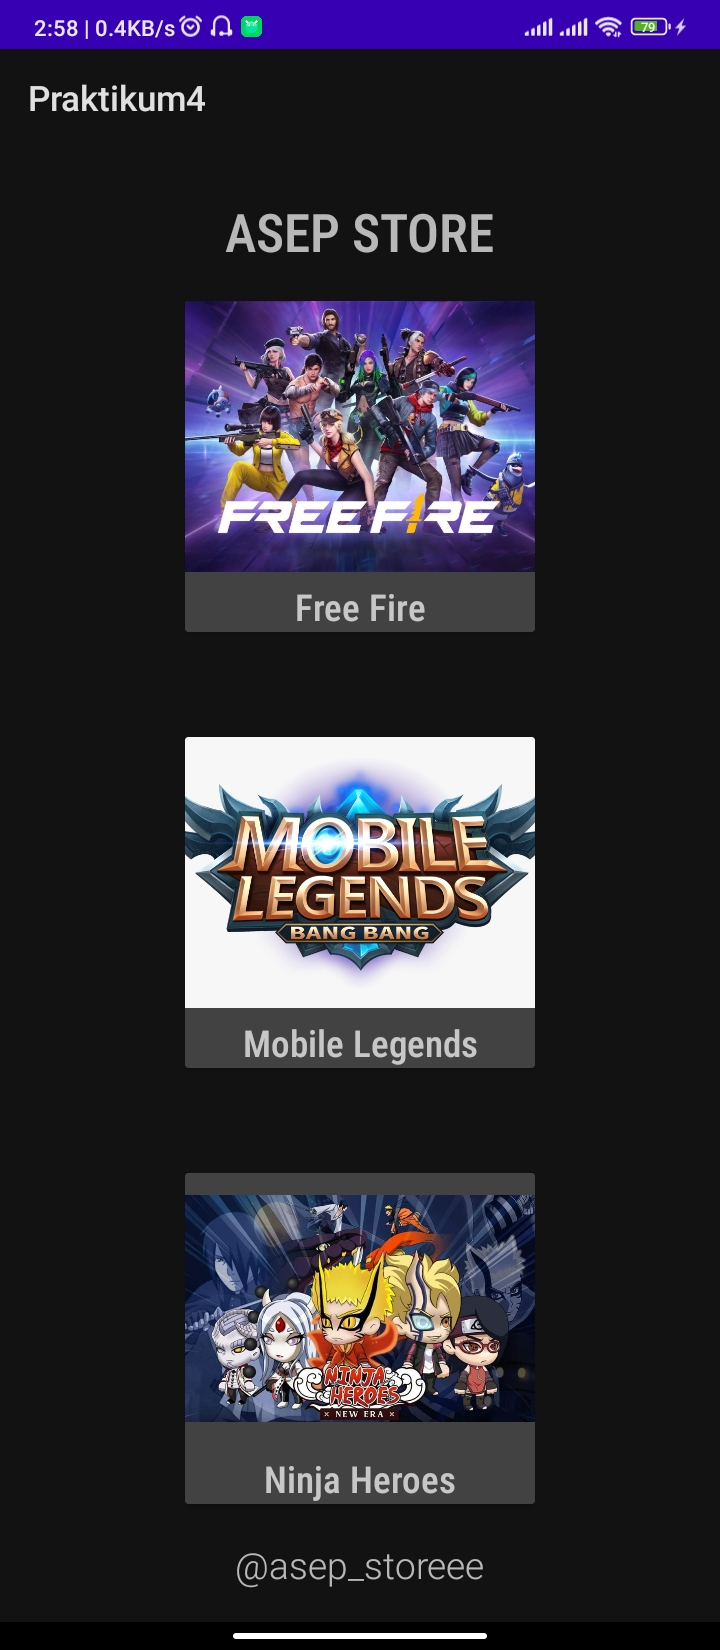 2:58 | 0.4KB/s
79
Praktikum4
ASEP STORE
FREE FIRE
Free Fire
MOBILE
LEGENDS
BANG BANG
Mobile Legends
NINJA
HEROES
× NEW ERA ×
Ninja Heroes
@asep_storeee